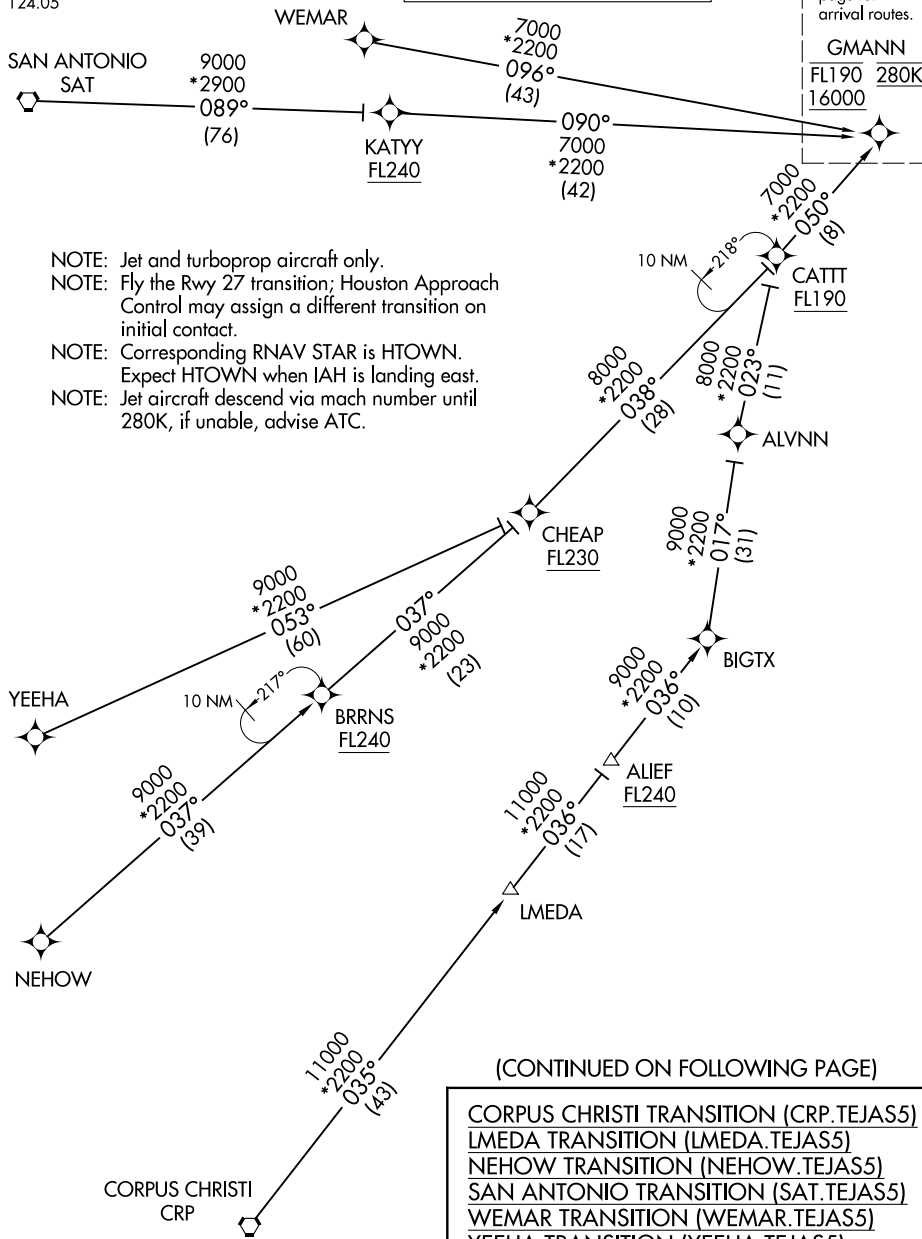 124.05
page for
arrival routes.
WEMAR
7000
*2200
096°
(43)
GMANN
FL190 280K
16000
SAN ANTONIO
SAT
9000
*2900
089°
(76)
KATYY
FL240
090°
7000
*2200
(42)
7000
*2200
050°
(8)
NOTE: Jet and turboprop aircraft only.
NOTE: Fly the Rwy 27 transition; Houston Approach
Control may assign a different transition on
initial contact.
NOTE: Corresponding RNAV STAR is HTOWN.
Expect HTOWN when IAH is landing east.
NOTE: Jet aircraft descend via mach number until
280K, if unable, advise ATC.
10 NM
218°
CATTT
FL190
8000
*2200
038°
(28)
8000
*2200
023°
(11)
ALVNN
CHEAP
FL230
9000
*2200
017°
(31)
9000
*2200
053°
(60)
037°
9000
*2200
(23)
BIGTX
YEEHA
10 NM
217°
BRRNS
FL240
9000
*2200
036°
(10)
9000
*2200
037°
(39)
ALIEF
FL240
11000
*2200
036°
(17)
LMEDA
NEHOW
11000
*2200
035°
(43)
CORPUS CHRISTI
CRP
(CONTINUED ON FOLLOWING PAGE)
CORPUS CHRISTI TRANSITION (CRP.TEJAS5)
LMEDA TRANSITION (LMEDA.TEJAS5)
NEHOW TRANSITION (NEHOW.TEJAS5)
SAN ANTONIO TRANSITION (SAT.TEJAS5)
WEMAR TRANSITION (WEMAR.TEJAS5)
YEEHA TRANSITION (YEEHA.TEJAS5)